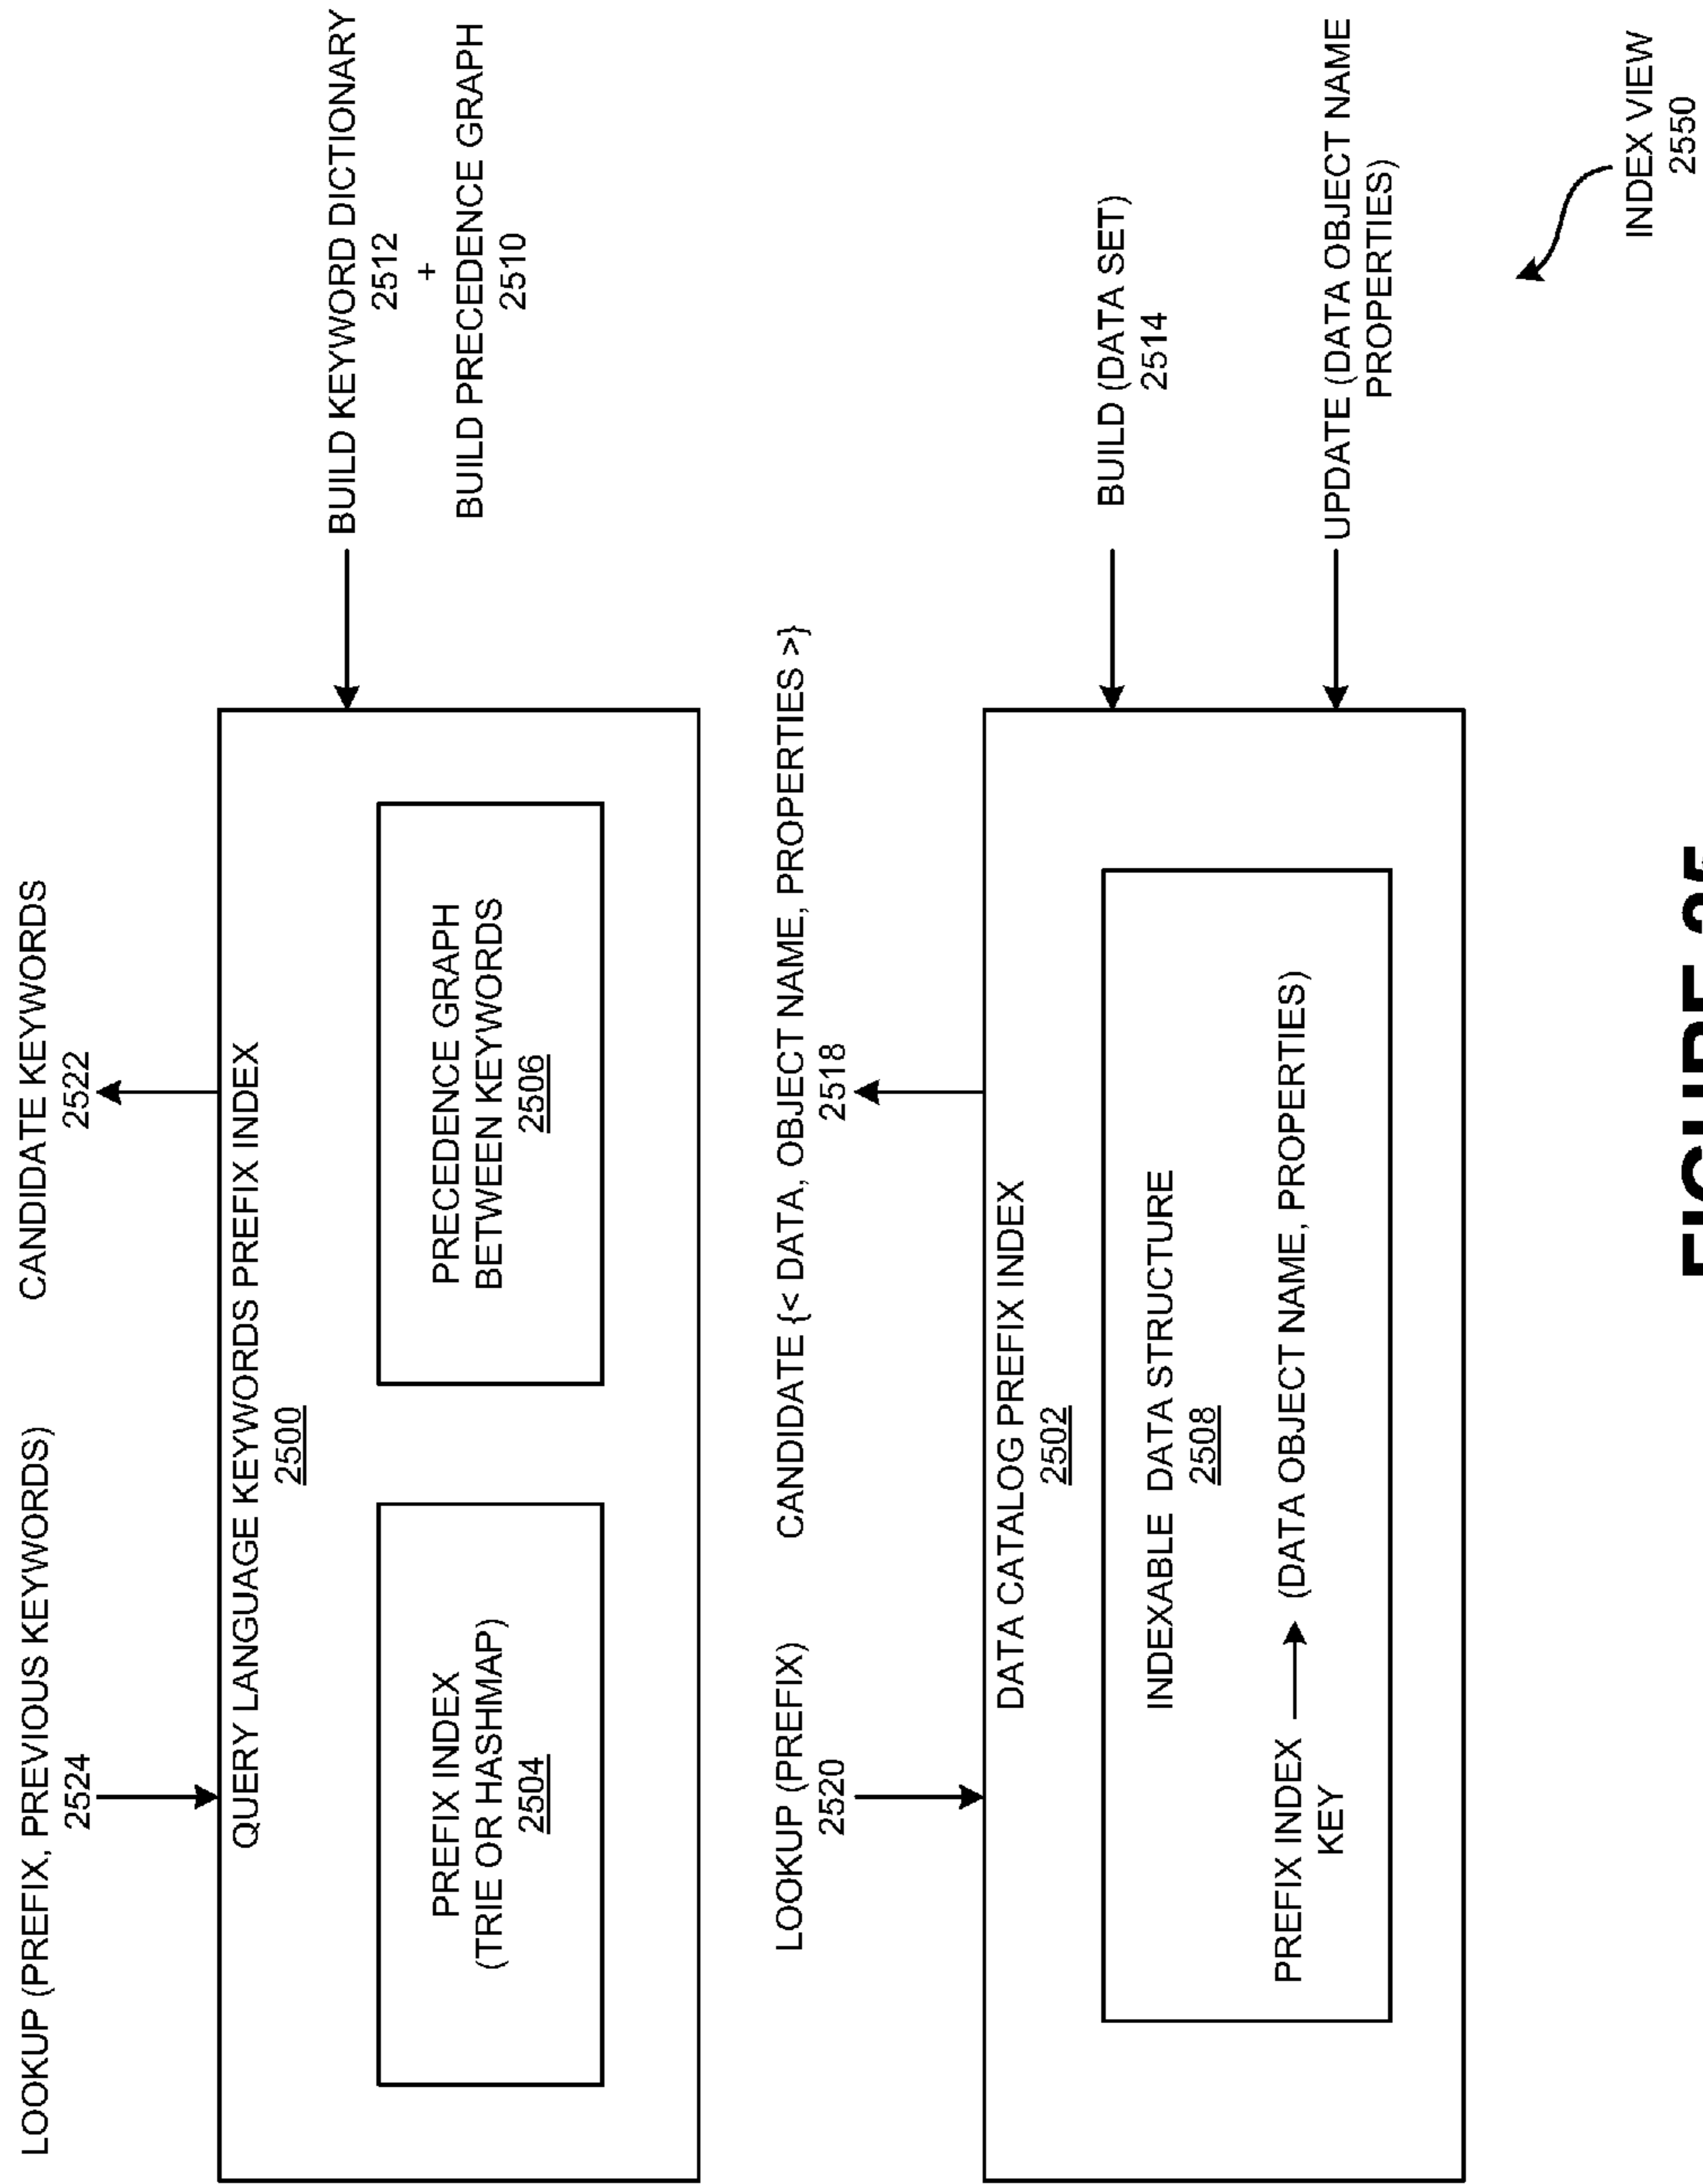 LOOKUP (PREFIX, PREVIOUS KEYWORDS)
2524
CANDIDATE KEYWORDS
2522
QUERY LANGUAGE KEYWORDS PREFIX INDEX
2500
PREFIX INDEX
(TRIE OR HASHMAP)
2504
PRECEDENCE GRAPH
BETWEEN KEYWORDS
2506
BUILD KEYWORD DICTIONARY
2512
+
BUILD PRECEDENCE GRAPH
2510
LOOKUP (PREFIX)
2520
CANDIDATE {< DATA, OBJECT NAME, PROPERTIES >}
2518
DATA CATALOG PREFIX INDEX
2502
INDEXABLE DATA STRUCTURE
2508
PREFIX INDEX
KEY
(DATA OBJECT NAME, PROPERTIES)
BUILD (DATA SET)
2514
UPDATE (DATA OBJECT NAME
PROPERTIES)
INDEX VIEW
2550
FIGURE